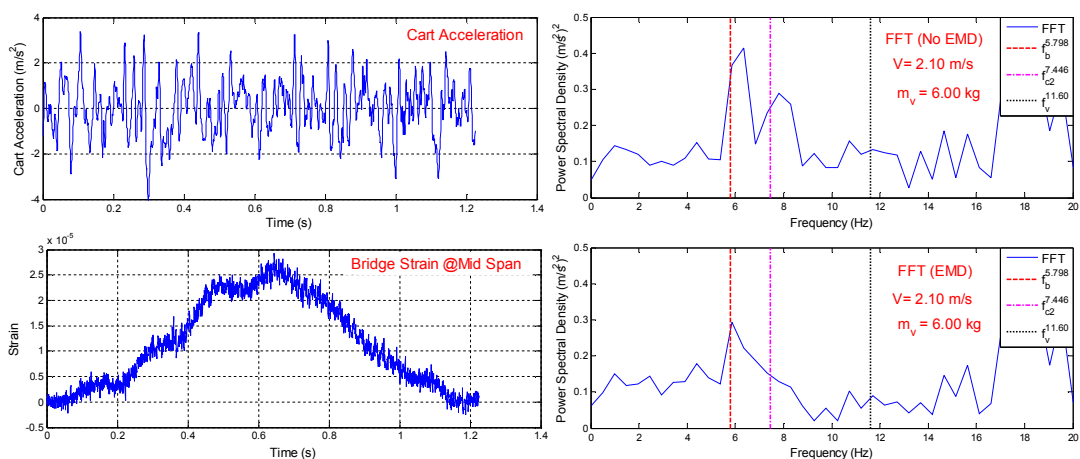 Cart Acceleration (m/s²)
4
2
0
-2
-4
Cart Acceleration
0 0.2 0.4 0.6 0.8 1 1.2 1.4
Time (s)
Power Spectral Density (m/s²)²
0.5
0.4
0.3
0.2
0.1
0
FFT (No EMD)
V= 2.10 m/s
m_v = 6.00 kg
FFT
f_b^5.798
f_c2^7.446
f_v^11.60
0 2 4 6 8 10 12 14 16 18 20
Frequency (Hz)
Strain
x 10^-5
3
2.5
2
1.5
1
0.5
0
-0.5
Bridge Strain @Mid Span
0 0.2 0.4 0.6 0.8 1 1.2 1.4
Time (s)
Power Spectral Density (m/s²)²
0.5
0.4
0.3
0.2
0.1
0
FFT (EMD)
V= 2.10 m/s
m_v = 6.00 kg
FFT
f_b^5.798
f_c2^7.446
f_v^11.60
0 2 4 6 8 10 12 14 16 18 20
Frequency (Hz)